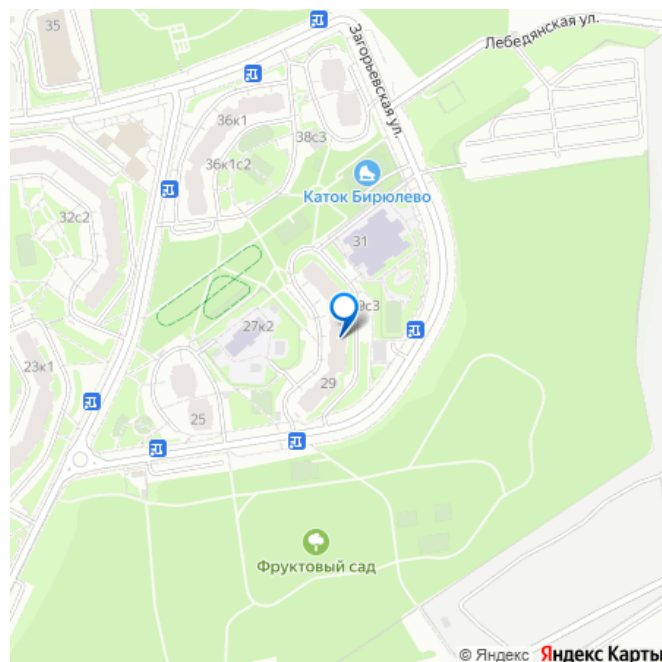 35
Лебедянская ул.
Загорьевская ул.
36к1
38с3
36к1с2
Каток Бирюлево
32с2
31
9с3
27к2
23к1
29
25
Фруктовый сад
© Яндекс Яндекс Карты